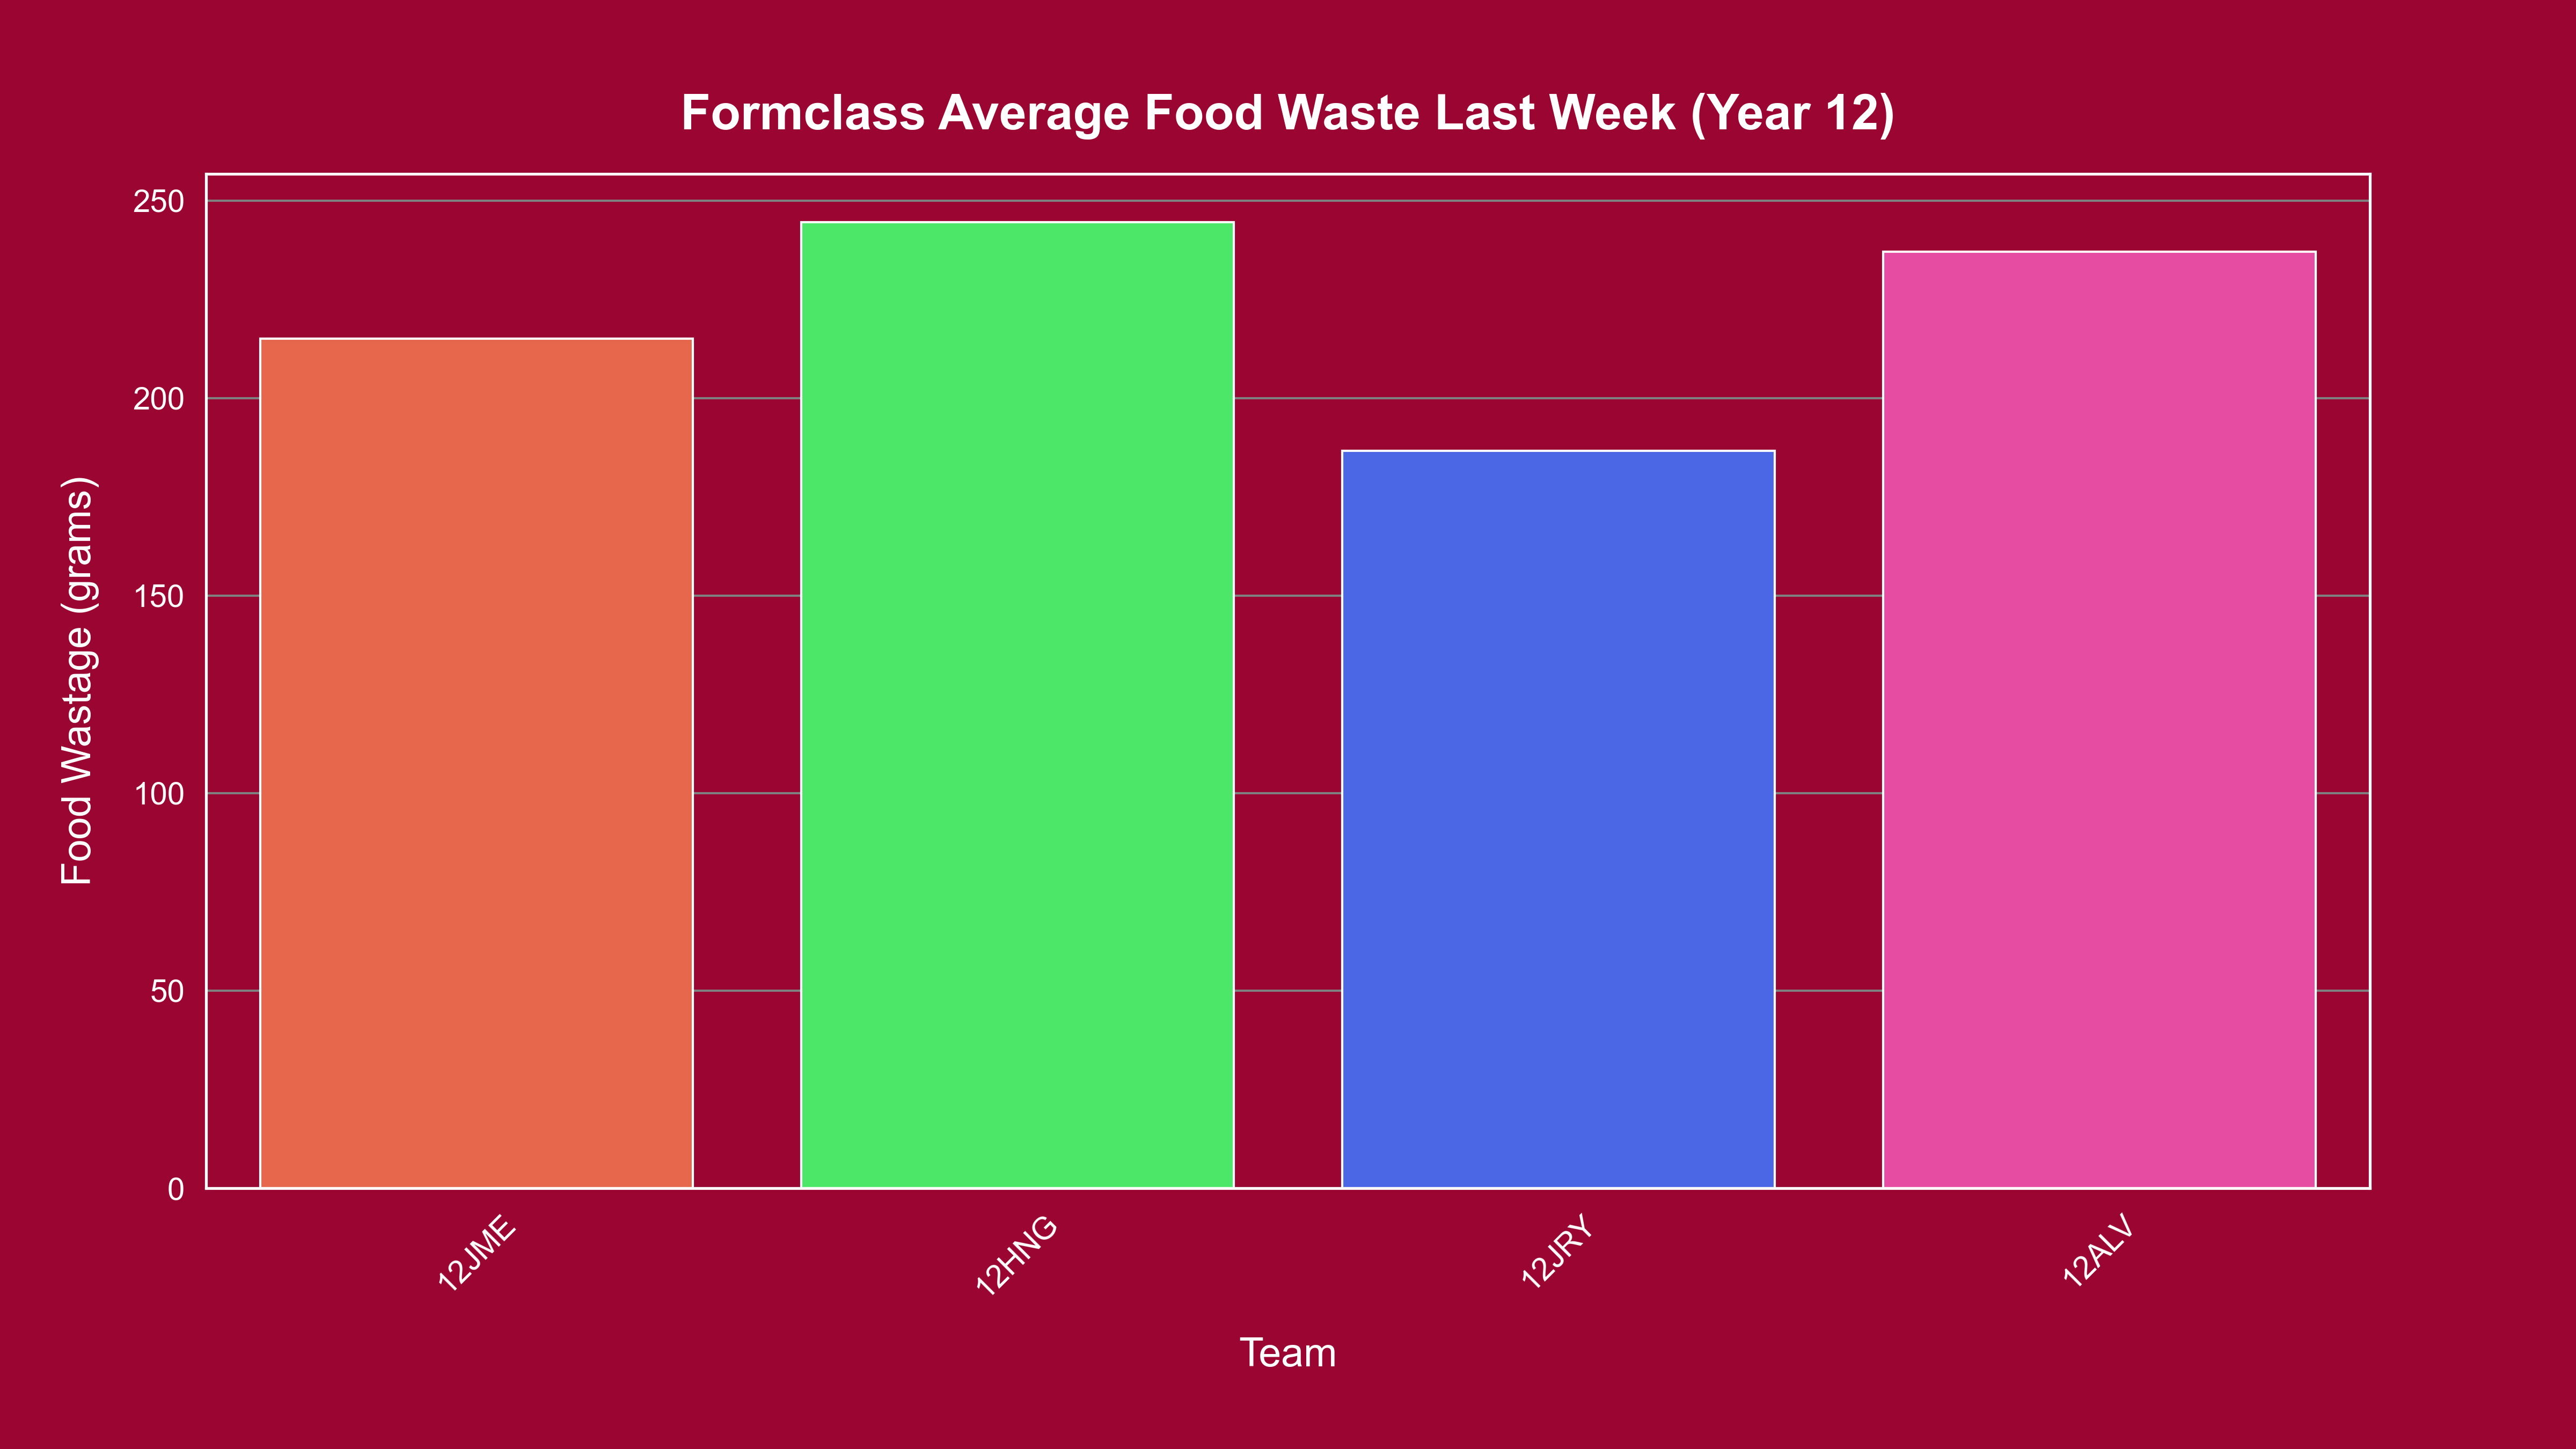 Formclass Average Food Waste Last Week (Year 12)
250
200
150
100
50
0
Food Wastage (grams)
12JME
12HNG
12JRY
12ALV
Team